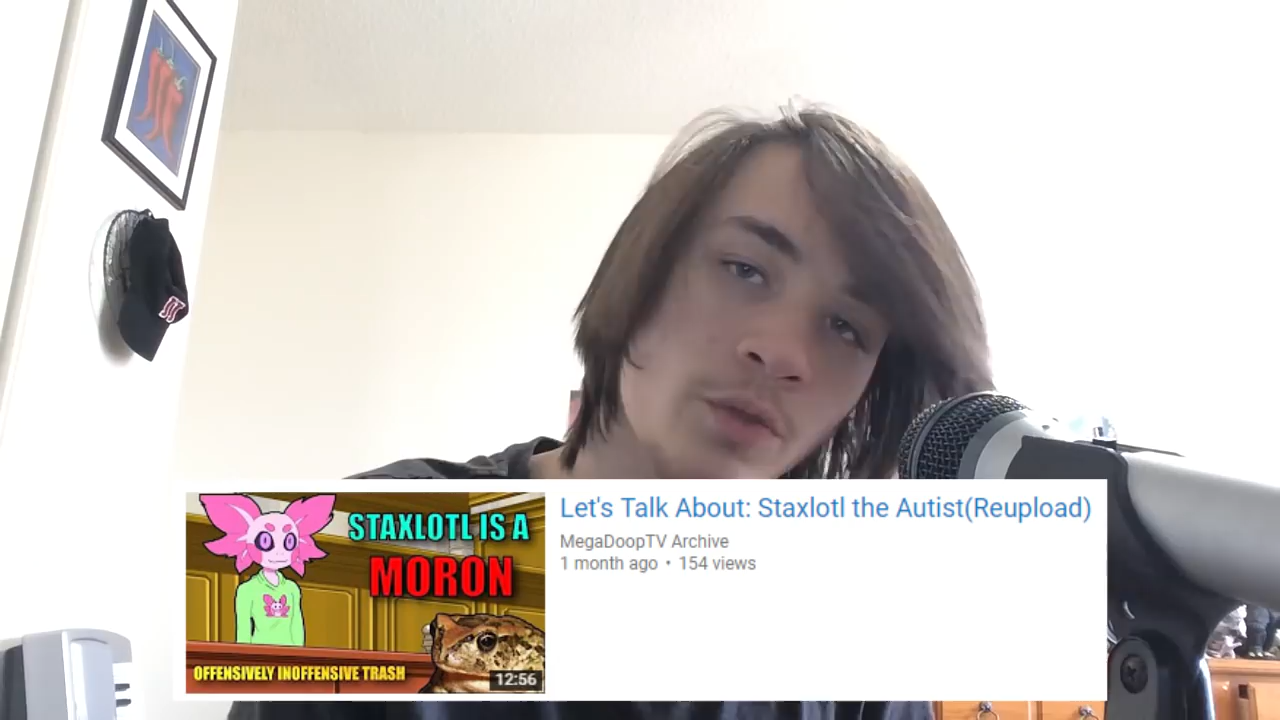 STAXLOTL IS A
MORON
OFFENSIVELY INOFFENSIVE TRASH
12:56
Let's Talk About: Staxlotl the Autist(Reupload)
MegaDoopTV Archive
1 month ago • 154 views